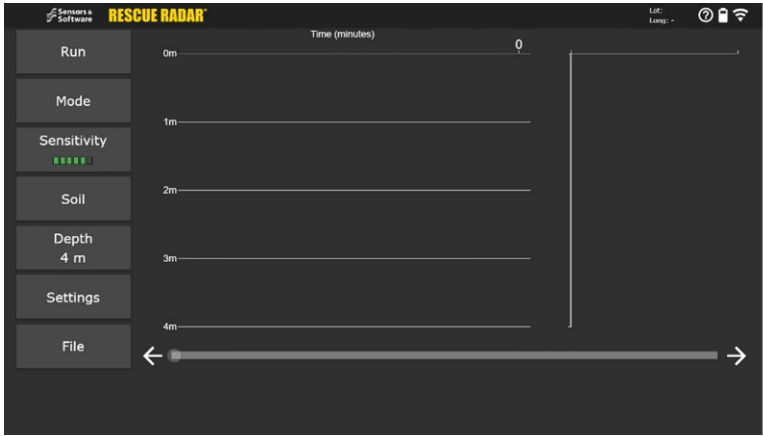 Sensors &
Software
RESCUE RADAR
Lat:
Long: -
Run
Mode
Sensitivity
Soil
Depth
4 m
Settings
File
Time (minutes)
0
0m
1m
2m
3m
4m